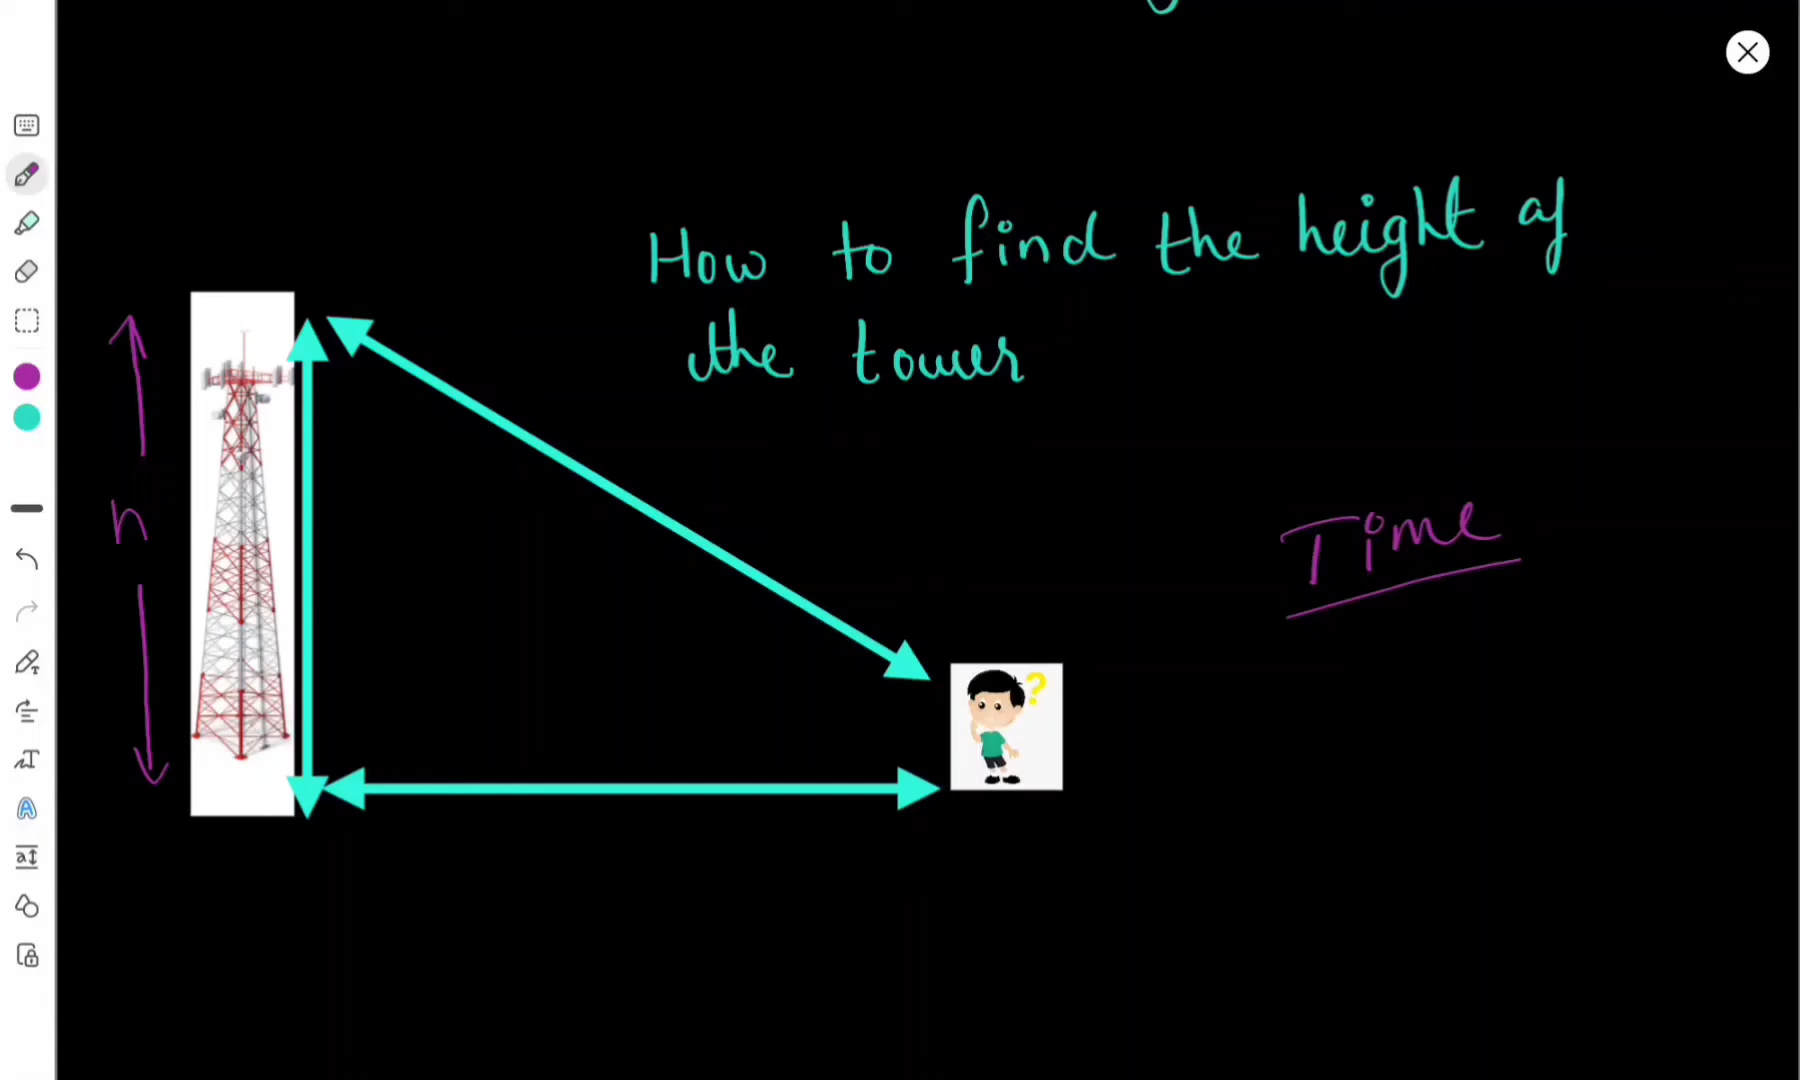 How to find the height of
the tower
h
Time
?